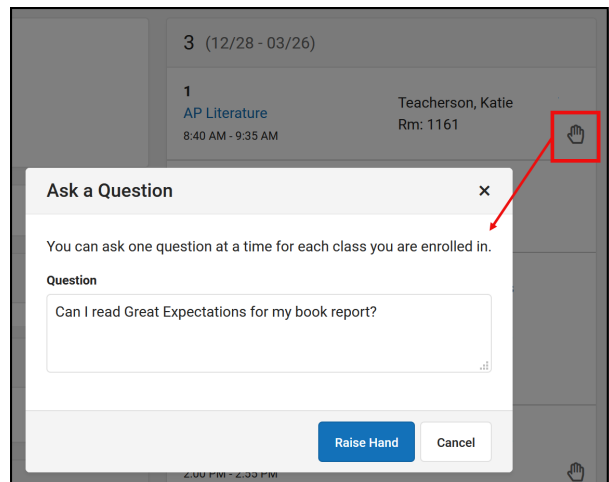 3 (12/28 - 03/26)
1
AP Literature
8:40 AM - 9:35 AM
Teacherson, Katie
Rm: 1161
Ask a Question
×
You can ask one question at a time for each class you are enrolled in.
Question
Can I read Great Expectations for my book report?
Raise Hand
Cancel
2:00 PM - 2:55 PM